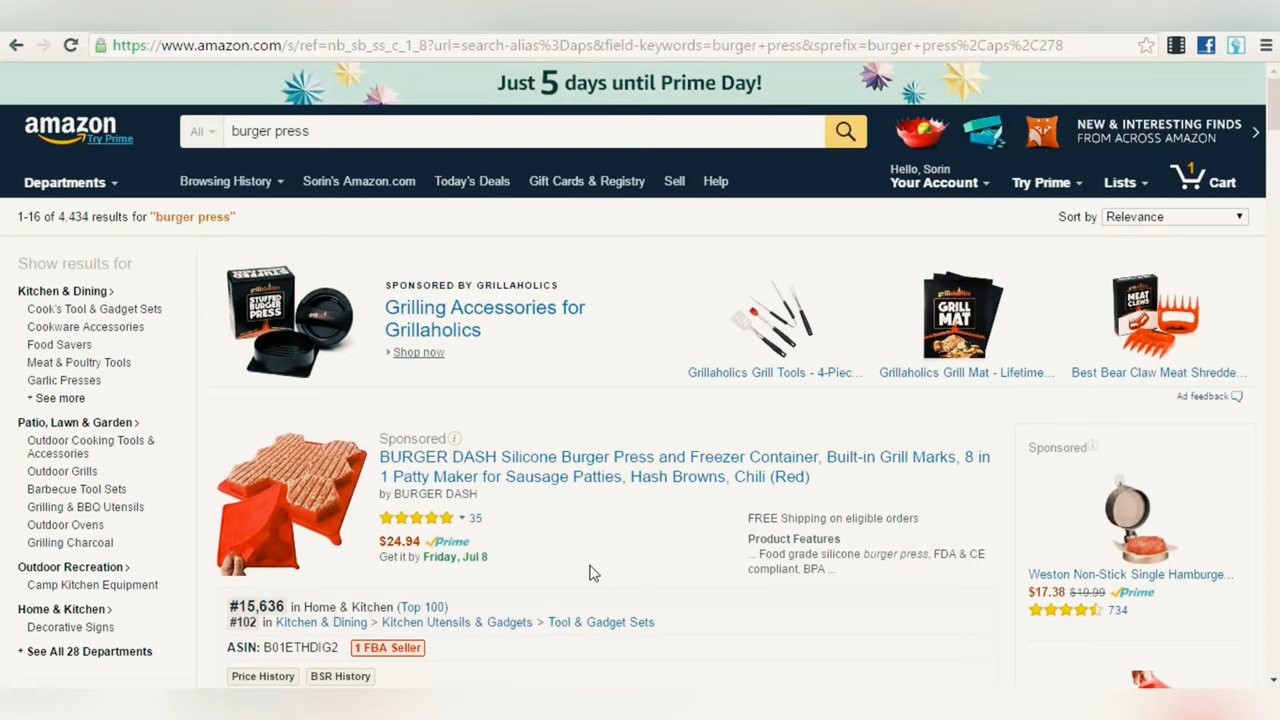 https://www.amazon.com/s/ref=nb_sb_ss_c_1_8?url=search-alias%3Daps&field-keywords=burger+press&sprefix=burger+press%2Caps%2C278
Just 5 days until Prime Day!
amazon
Try Prime
All
burger press
NEW & INTERESTING FINDS
FROM ACROSS AMAZON
Departments
Browsing History
Sorin's Amazon.com
Today's Deals
Gift Cards & Registry
Sell
Help
Hello, Sorin
Your Account
Try Prime
Lists
1
Cart
1-16 of 4,434 results for "burger press"
Sort by Relevance
Show results for
Kitchen & Dining >
Cook's Tool & Gadget Sets
Cookware Accessories
Food Savers
Meat & Poultry Tools
Garlic Presses
+ See more
Patio, Lawn & Garden >
Outdoor Cooking Tools &
Accessories
Outdoor Grills
Barbecue Tool Sets
Grilling & BBQ Utensils
Outdoor Ovens
Grilling Charcoal
Outdoor Recreation >
Camp Kitchen Equipment
Home & Kitchen >
Decorative Signs
+ See All 28 Departments
STUFFED
BURGER
PRESS
SPONSORED BY GRILLAHOLICS
Grilling Accessories for
Grillaholics
› Shop now
Grillaholics Grill Tools - 4-Piec...
grillaholics
GRILL
MAT
Grillaholics Grill Mat - Lifetime...
MEAT
CLAWS
Best Bear Claw Meat Shredde...
Ad feedback
Sponsored
BURGER DASH Silicone Burger Press and Freezer Container, Built-in Grill Marks, 8 in
1 Patty Maker for Sausage Patties, Hash Browns, Chili (Red)
by BURGER DASH
35
$24.94 Prime
Get it by Friday, Jul 8
FREE Shipping on eligible orders
Product Features
... Food grade silicone burger press, FDA & CE
compliant, BPA ...
#15,636 in Home & Kitchen (Top 100)
#102 in Kitchen & Dining > Kitchen Utensils & Gadgets > Tool & Gadget Sets
ASIN: B01ETHDIG2
1 FBA Seller
Price History
BSR History
Sponsored
Weston Non-Stick Single Hamburge...
$17.38 $19.99 Prime
734